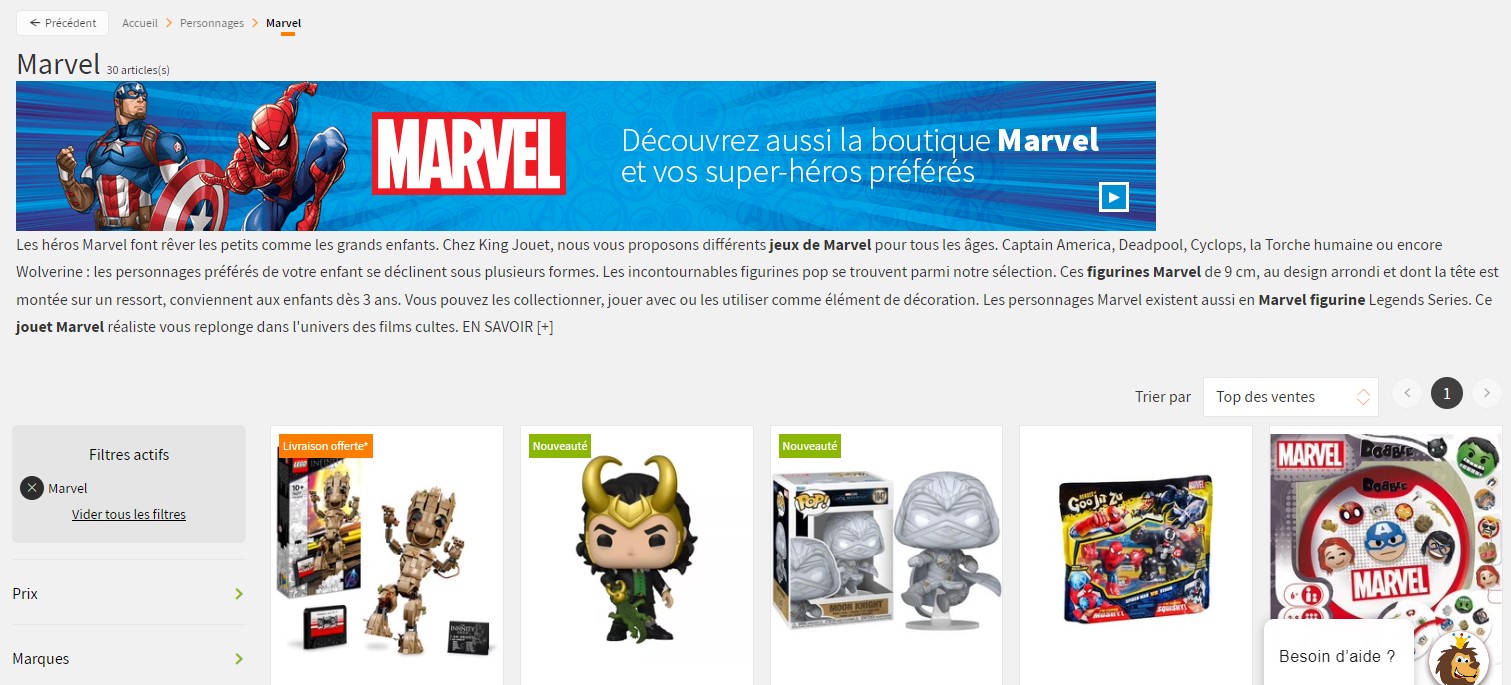 Précédent
Accueil
Personnages
Marvel
Marvel 30 articles(s)
MARVEL
Découvrez aussi la boutique Marvel
et vos super-héros préférés
Les héros Marvel font rêver les petits comme les grands enfants. Chez King Jouet, nous vous proposons différents jeux de Marvel pour tous les âges. Captain America, Deadpool, Cyclops, la Torche humaine ou encore
Wolverine : les personnages préférés de votre enfant se déclinent sous plusieurs formes. Les incontournables figurines pop se trouvent parmi notre sélection. Ces figurines Marvel de 9 cm, au design arrondi et dont la tête est
montée sur un ressort, conviennent aux enfants dès 3 ans. Vous pouvez les collectionner, jouer avec ou les utiliser comme élément de décoration. Les personnages Marvel existent aussi en Marvel figurine Legends Series. Ce
jouet Marvel réaliste vous replonge dans l'univers des films cultes. EN SAVOIR [+]
Trier par
Top des ventes
1
Filtres actifs
Marvel
Vider tous les filtres
Prix
Marques
Livraison offerte*
LEGO
10+
INFINITY
Nouveauté
Nouveauté
POP!
1047
MOON KNIGHT
MARVEL
GOO JIT ZU
SQUISHY!
MARVEL
DOBBLE
DOBBLE
MARVEL
Besoin d'aide ?